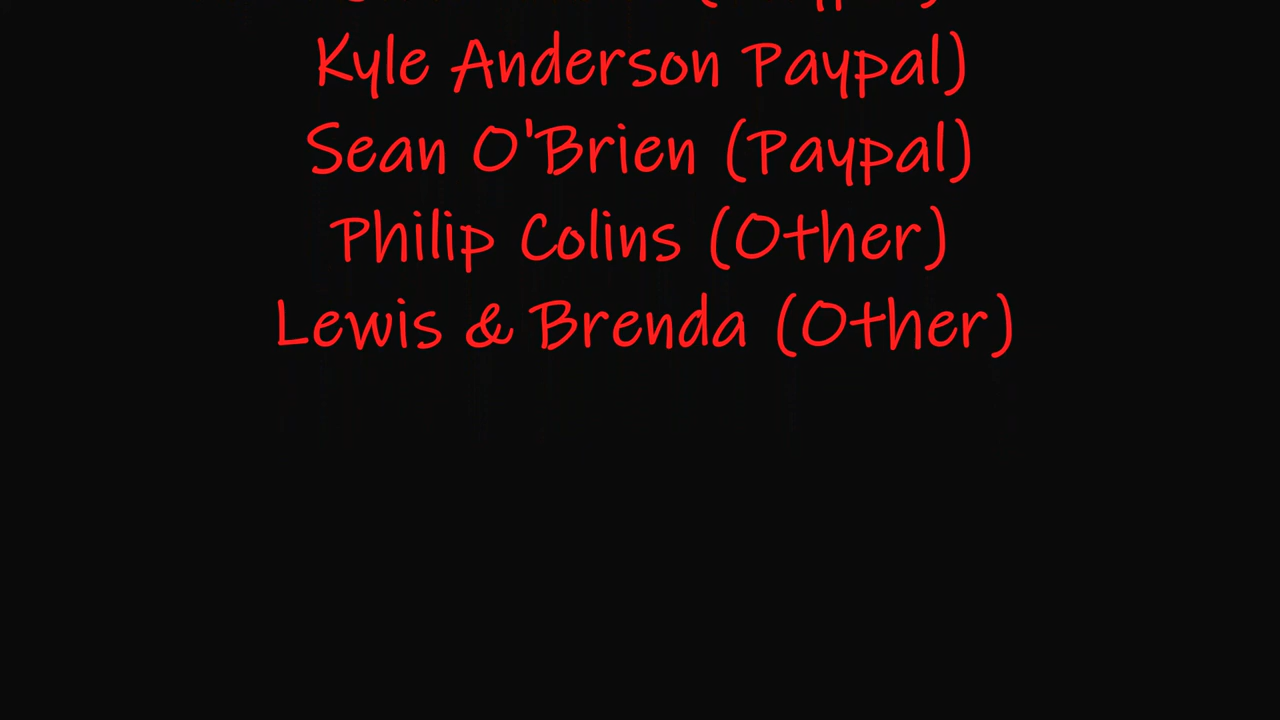 Kyle Anderson Paypal)
Sean O'Brien (Paypal)
Philip Colins (Other)
Lewis & Brenda (Other)